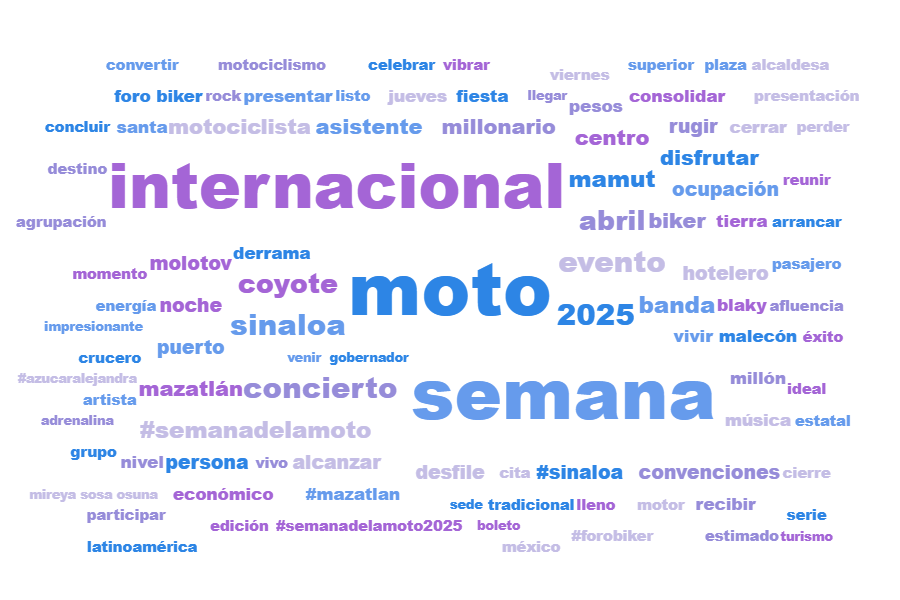 convertir motociclismo celebrar vibrar superior plaza alcaldesa
viernes
foro biker rock presentar listo jueves fiesta llegar consolidar presentación
pesos
concluir santa motociclista asistente millonario rugir cerrar perder
centro
disfrutar
destino internacional mamut ocupación reunir
agrupación abril biker tierra arrancar
derrama
momento molotov evento hotelero pasajero
coyote moto
energía noche 2025 banda blaky afluencia
impresionante sinaloa
vivir malecón éxito
crucero puerto venir gobernador
#azucaralejandra millón
mazatlán concierto semana ideal
artista
adrenalina música estatal
#semanadelamoto
grupo nivel persona vivo alcanzar
desfile cita #sinaloa convenciones cierre
mireya sosa osuna económico #mazatlan
sede tradicional lleno motor recibir
participar serie
edición #semanadelamoto2025 boleto
#forobiker estimado turismo
latinoamérica méxico